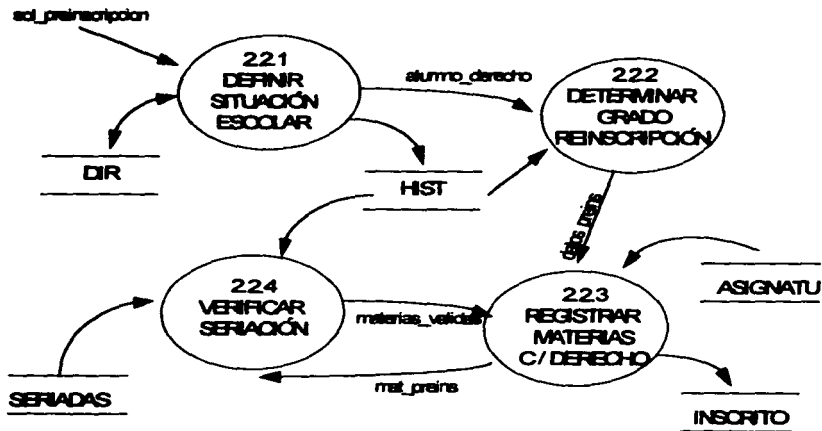 sol_preinscripcion
2.2.1
DEFINIR
SITUACIÓN
ESCOLAR
alumno_derecho
2.2.2
DETERMINAR
GRADO
REINSCRIPCIÓN
DIR
HIST
datos_preins
2.2.4
VERIFICAR
SERIACIÓN
materias_validas
2.2.3
REGISTRAR
MATERIAS
C/ DERECHO
ASIGNATU
mat_preins
SERIADAS
INSCRITO